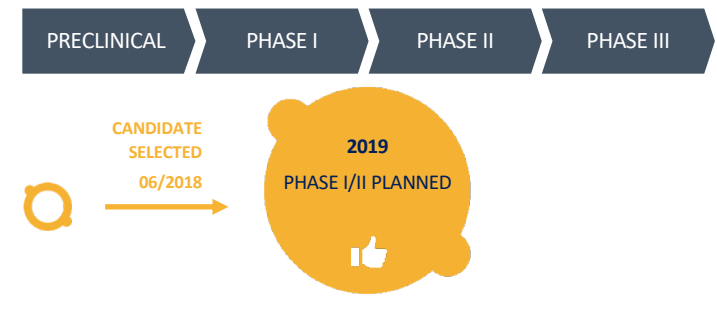 PRECLINICAL
PHASE I
PHASE II
PHASE III
CANDIDATE
SELECTED
06/2018
2019
PHASE I/II PLANNED